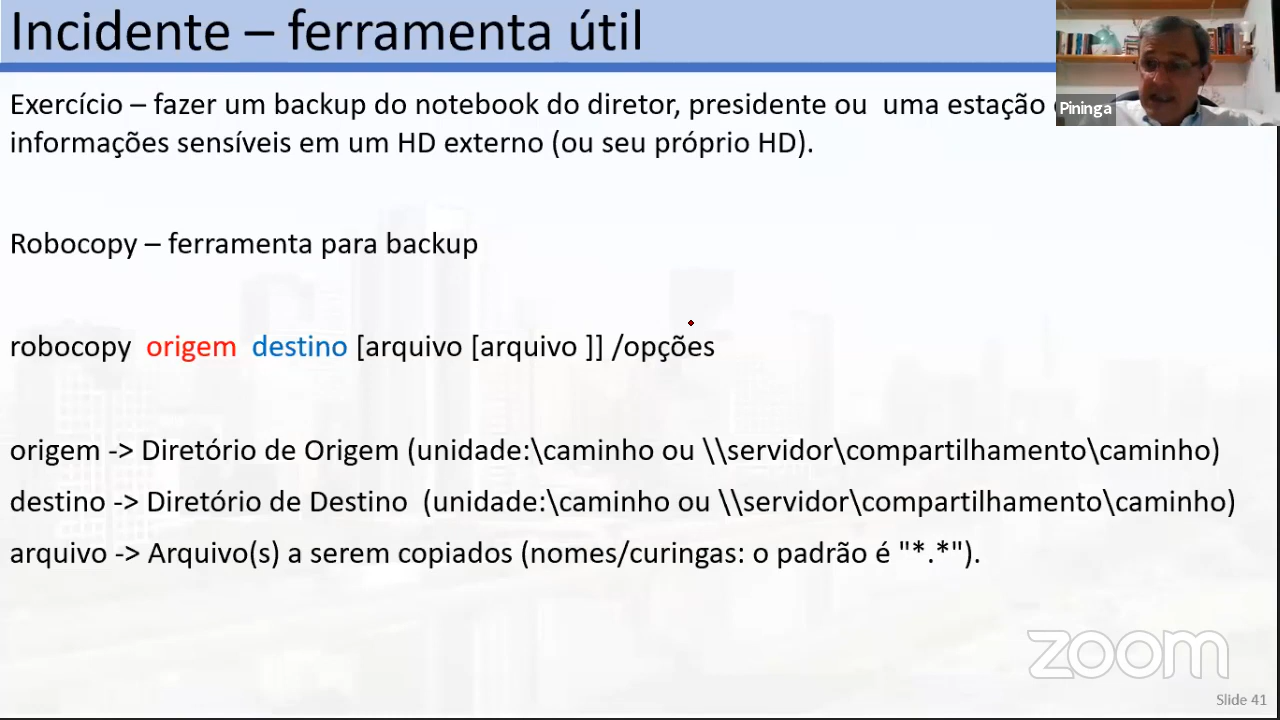 Incidente – ferramenta útil
Pininga
Exercício – fazer um backup do notebook do diretor, presidente ou uma estação
informações sensíveis em um HD externo (ou seu próprio HD).
Robocopy – ferramenta para backup
robocopy origem destino [arquivo [arquivo ]] /opções
origem -> Diretório de Origem (unidade:\caminho ou \\servidor\compartilhamento\caminho)
destino -> Diretório de Destino (unidade:\caminho ou \\servidor\compartilhamento\caminho)
arquivo -> Arquivo(s) a serem copiados (nomes/curingas: o padrão é "*.*").
zoom
Slide 41